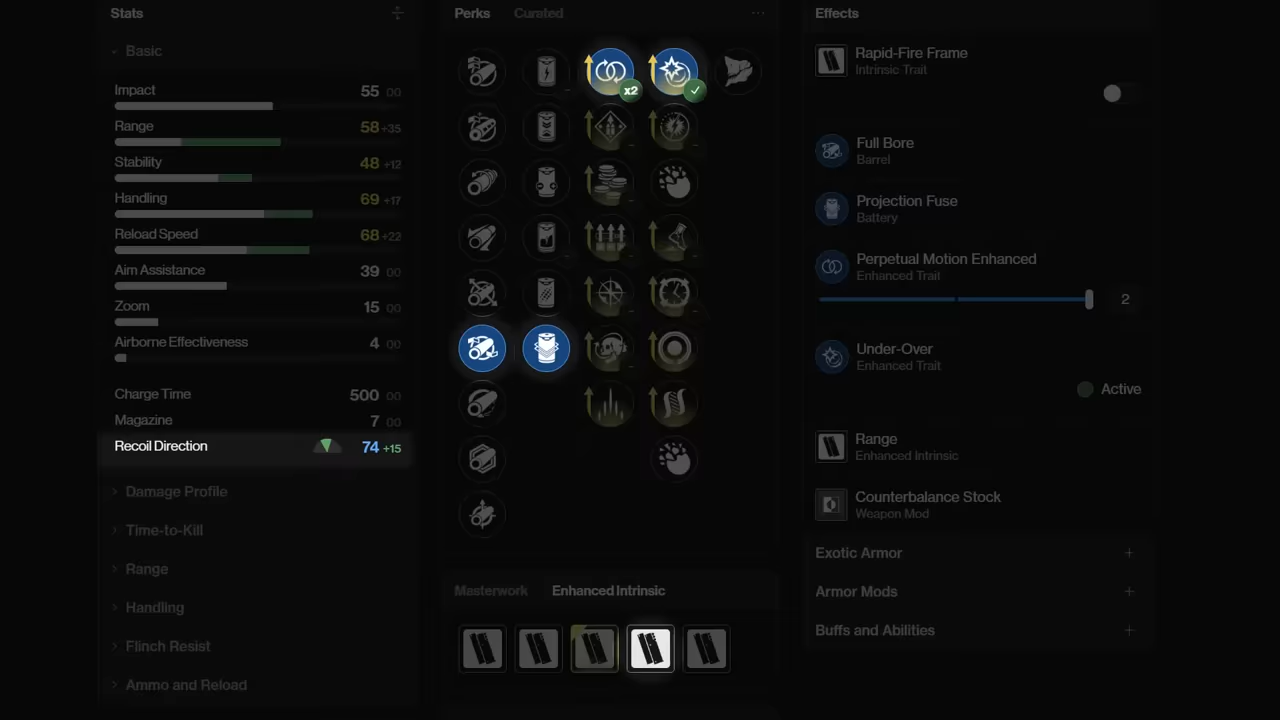 Stats
Basic
Impact 55 00
Range 58 +35
Stability 48 +12
Handling 69 +17
Reload Speed 68 +22
Aim Assistance 39 00
Zoom 15 00
Airborne Effectiveness 4 00
Charge Time 500 00
Magazine 7 00
Recoil Direction 74 +15
Damage Profile
Time-to-Kill
Range
Handling
Flinch Resist
Ammo and Reload
Perks Curated
x2
Masterwork Enhanced Intrinsic
Effects
Rapid-Fire Frame
Intrinsic Trait
Full Bore
Barrel
Projection Fuse
Battery
Perpetual Motion Enhanced
Enhanced Trait
2
Under-Over
Enhanced Trait
Active
Range
Enhanced Intrinsic
Counterbalance Stock
Weapon Mod
Exotic Armor +
Armor Mods +
Buffs and Abilities +